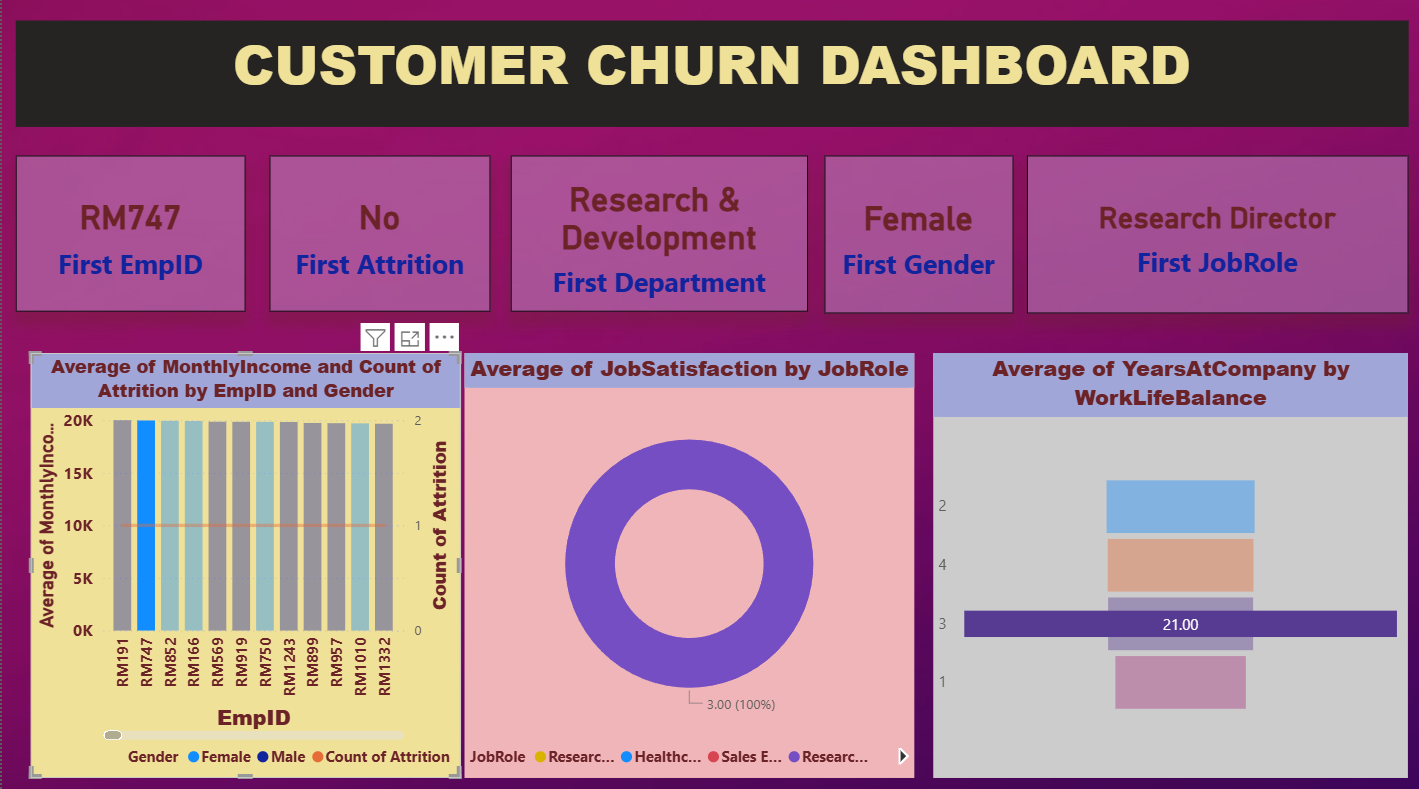 CUSTOMER CHURN DASHBOARD
RM747
First EmpID
No
First Attrition
Research &
Development
First Department
Female
First Gender
Research Director
First JobRole
Average of MonthlyIncome and Count of
Attrition by EmpID and Gender
Average of MonthlyInco...
20K
15K
10K
5K
0K
2
1
0
Count of Attrition
RM191
RM747
RM852
RM166
RM569
RM919
RM750
RM1243
RM899
RM957
RM1010
RM1332
EmpID
Gender Female Male Count of Attrition
Average of JobSatisfaction by JobRole
3.00 (100%)
JobRole Researc... Healthc... Sales E... Researc...
Average of YearsAtCompany by
WorkLifeBalance
2
4
3 21.00
1